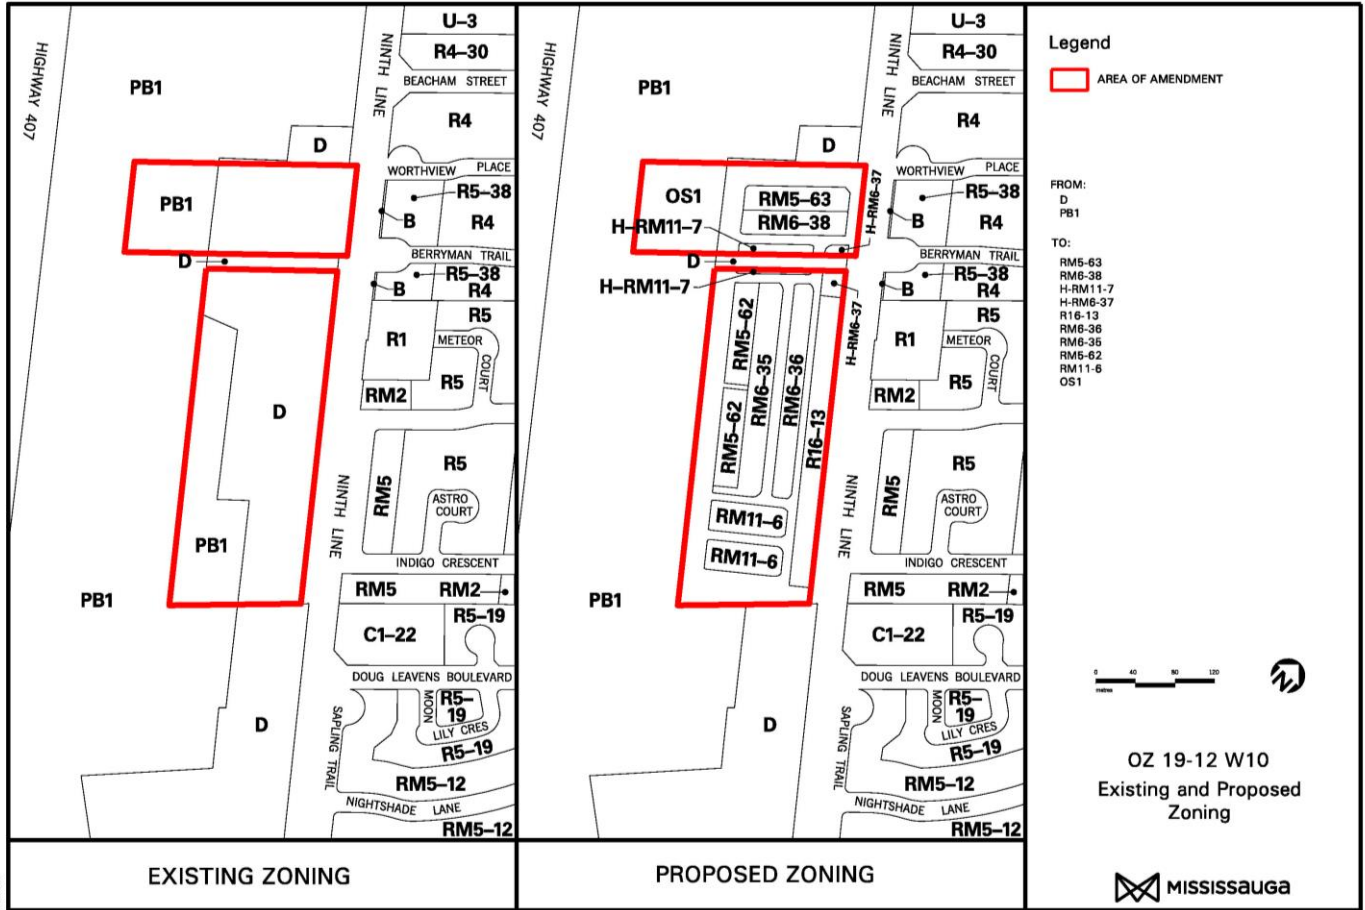 U–3
R4–30
BEACHAM STREET
HIGHWAY 407
NINTH LINE
PB1
R4
D
WORTHVIEW PLACE
R5–38
PB1
B
R4
BERRYMAN TRAIL
D
R5–38
B
R4
R5
R1
METEOR COURT
R5
RM2
D
R5
RM5
ASTRO
COURT
NINTH LINE
PB1
INDIGO CRESCENT
PB1
RM5
RM2
R5–19
C1–22
DOUG LEAVENS BOULEVARD
MOON
R5–
19
LILY CRES
D
SAPLING TRAIL
R5–19
RM5–12
NIGHTSHADE LANE
RM5–12
EXISTING ZONING
U–3
R4–30
BEACHAM STREET
HIGHWAY 407
NINTH LINE
PB1
R4
D
WORTHVIEW PLACE
OS1
RM5–63
RM6–38
H–RM6–37
R5–38
B
R4
H–RM11–7
BERRYMAN TRAIL
D
R5–38
H–RM11–7
B
R4
H–RM6–37
R5
RM5–62
R1
METEOR COURT
RM6–35
RM6–36
R5
RM2
RM5–62
R16–13
R5
RM5
ASTRO
COURT
NINTH LINE
RM11–6
RM11–6
INDIGO CRESCENT
PB1
RM5
RM2
R5–19
C1–22
DOUG LEAVENS BOULEVARD
MOON
R5–
19
LILY CRES
D
SAPLING TRAIL
R5–19
RM5–12
NIGHTSHADE LANE
RM5–12
PROPOSED ZONING
Legend
AREA OF AMENDMENT
FROM:
D
PB1
TO:
RM5-63
RM6-38
H-RM11-7
H-RM6-37
R16-13
RM6-36
RM6-35
RM5-62
RM11-6
OS1
0 40 80 120
metres
N
OZ 19-12 W10
Existing and Proposed
Zoning
MISSISSAUGA